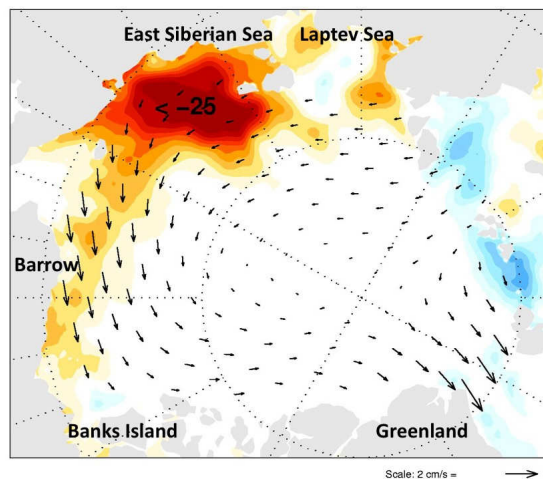 East Siberian Sea Laptev Sea
< -25
Barrow
Banks Island Greenland
Scale: 2 cm/s =